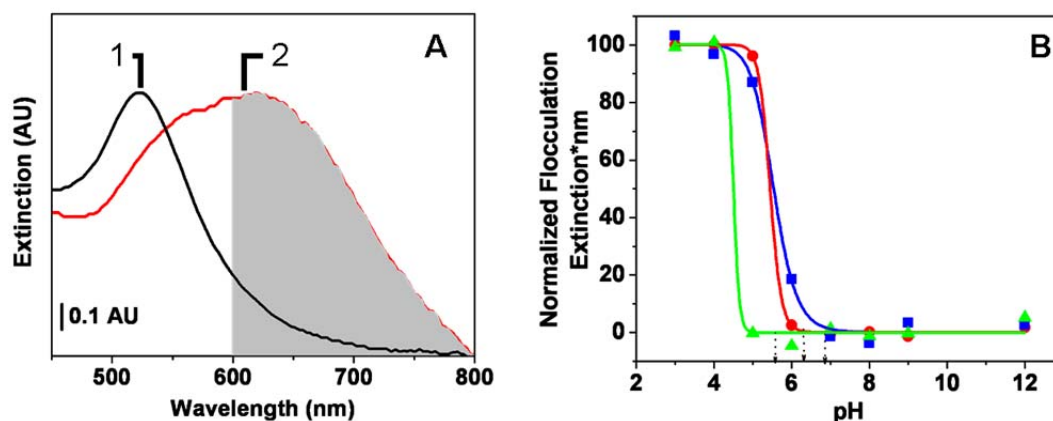 1
2
A
Extinction (AU)
0.1 AU
500
600
700
800
Wavelength (nm)
B
Normalized Flocculation
Extinction*nm
100
80
60
40
20
0
2
4
6
8
10
12
pH